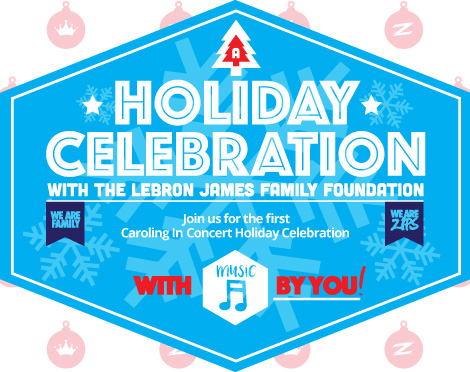 A
HOLIDAY
CELEBRATION
WITH THE LEBRON JAMES FAMILY FOUNDATION
WE ARE
FAMILY
Join us for the first
Caroling In Concert Holiday Celebration
WE ARE
ZIPS
WITH
MUSIC
BY YOU!
Z
Z
Z
Z